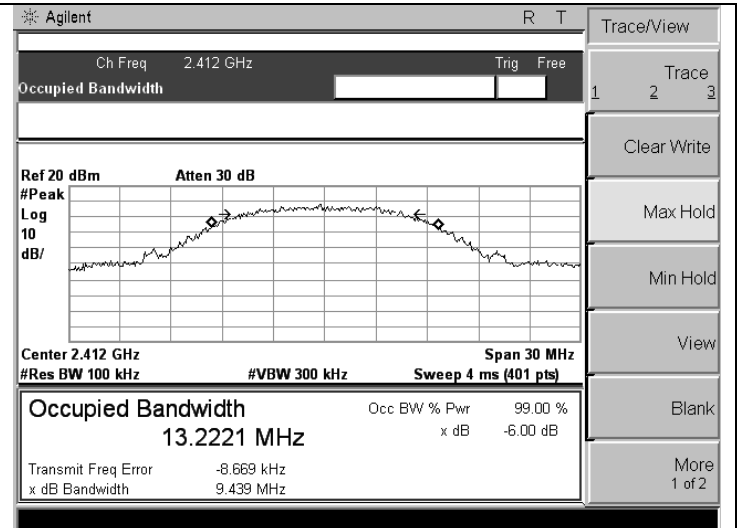 Agilent R T
Ch Freq 2.412 GHz Trig Free
Occupied Bandwidth
Ref 20 dBm Atten 30 dB
#Peak
Log
10
dB/
Center 2.412 GHz Span 30 MHz
#Res BW 100 kHz #VBW 300 kHz Sweep 4 ms (401 pts)
Occupied Bandwidth Occ BW % Pwr 99.00 %
13.2221 MHz x dB -6.00 dB
Transmit Freq Error -8.669 kHz
x dB Bandwidth 9.439 MHz
Trace/View
Trace
1 2 3
Clear Write
Max Hold
Min Hold
View
Blank
More
1 of 2